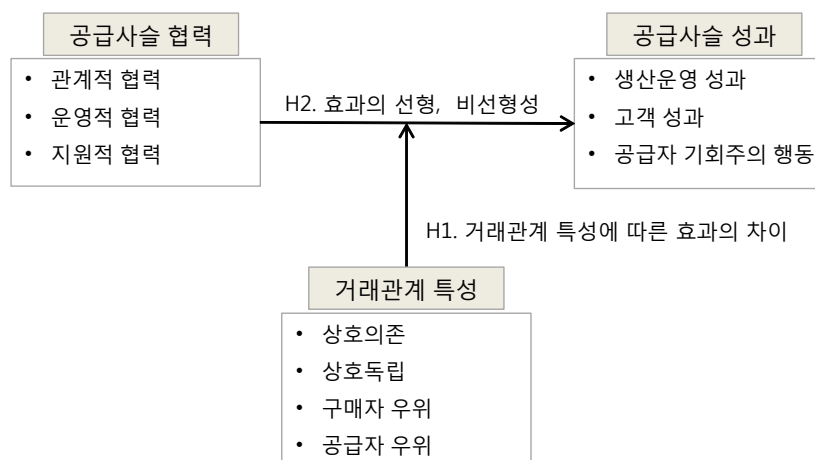 공급사슬 협력
• 관계적 협력
• 운영적 협력
• 지원적 협력
H2. 효과의 선형, 비선형성
공급사슬 성과
• 생산운영 성과
• 고객 성과
• 공급자 기회주의 행동
H1. 거래관계 특성에 따른 효과의 차이
거래관계 특성
• 상호의존
• 상호독립
• 구매자 우위
• 공급자 우위